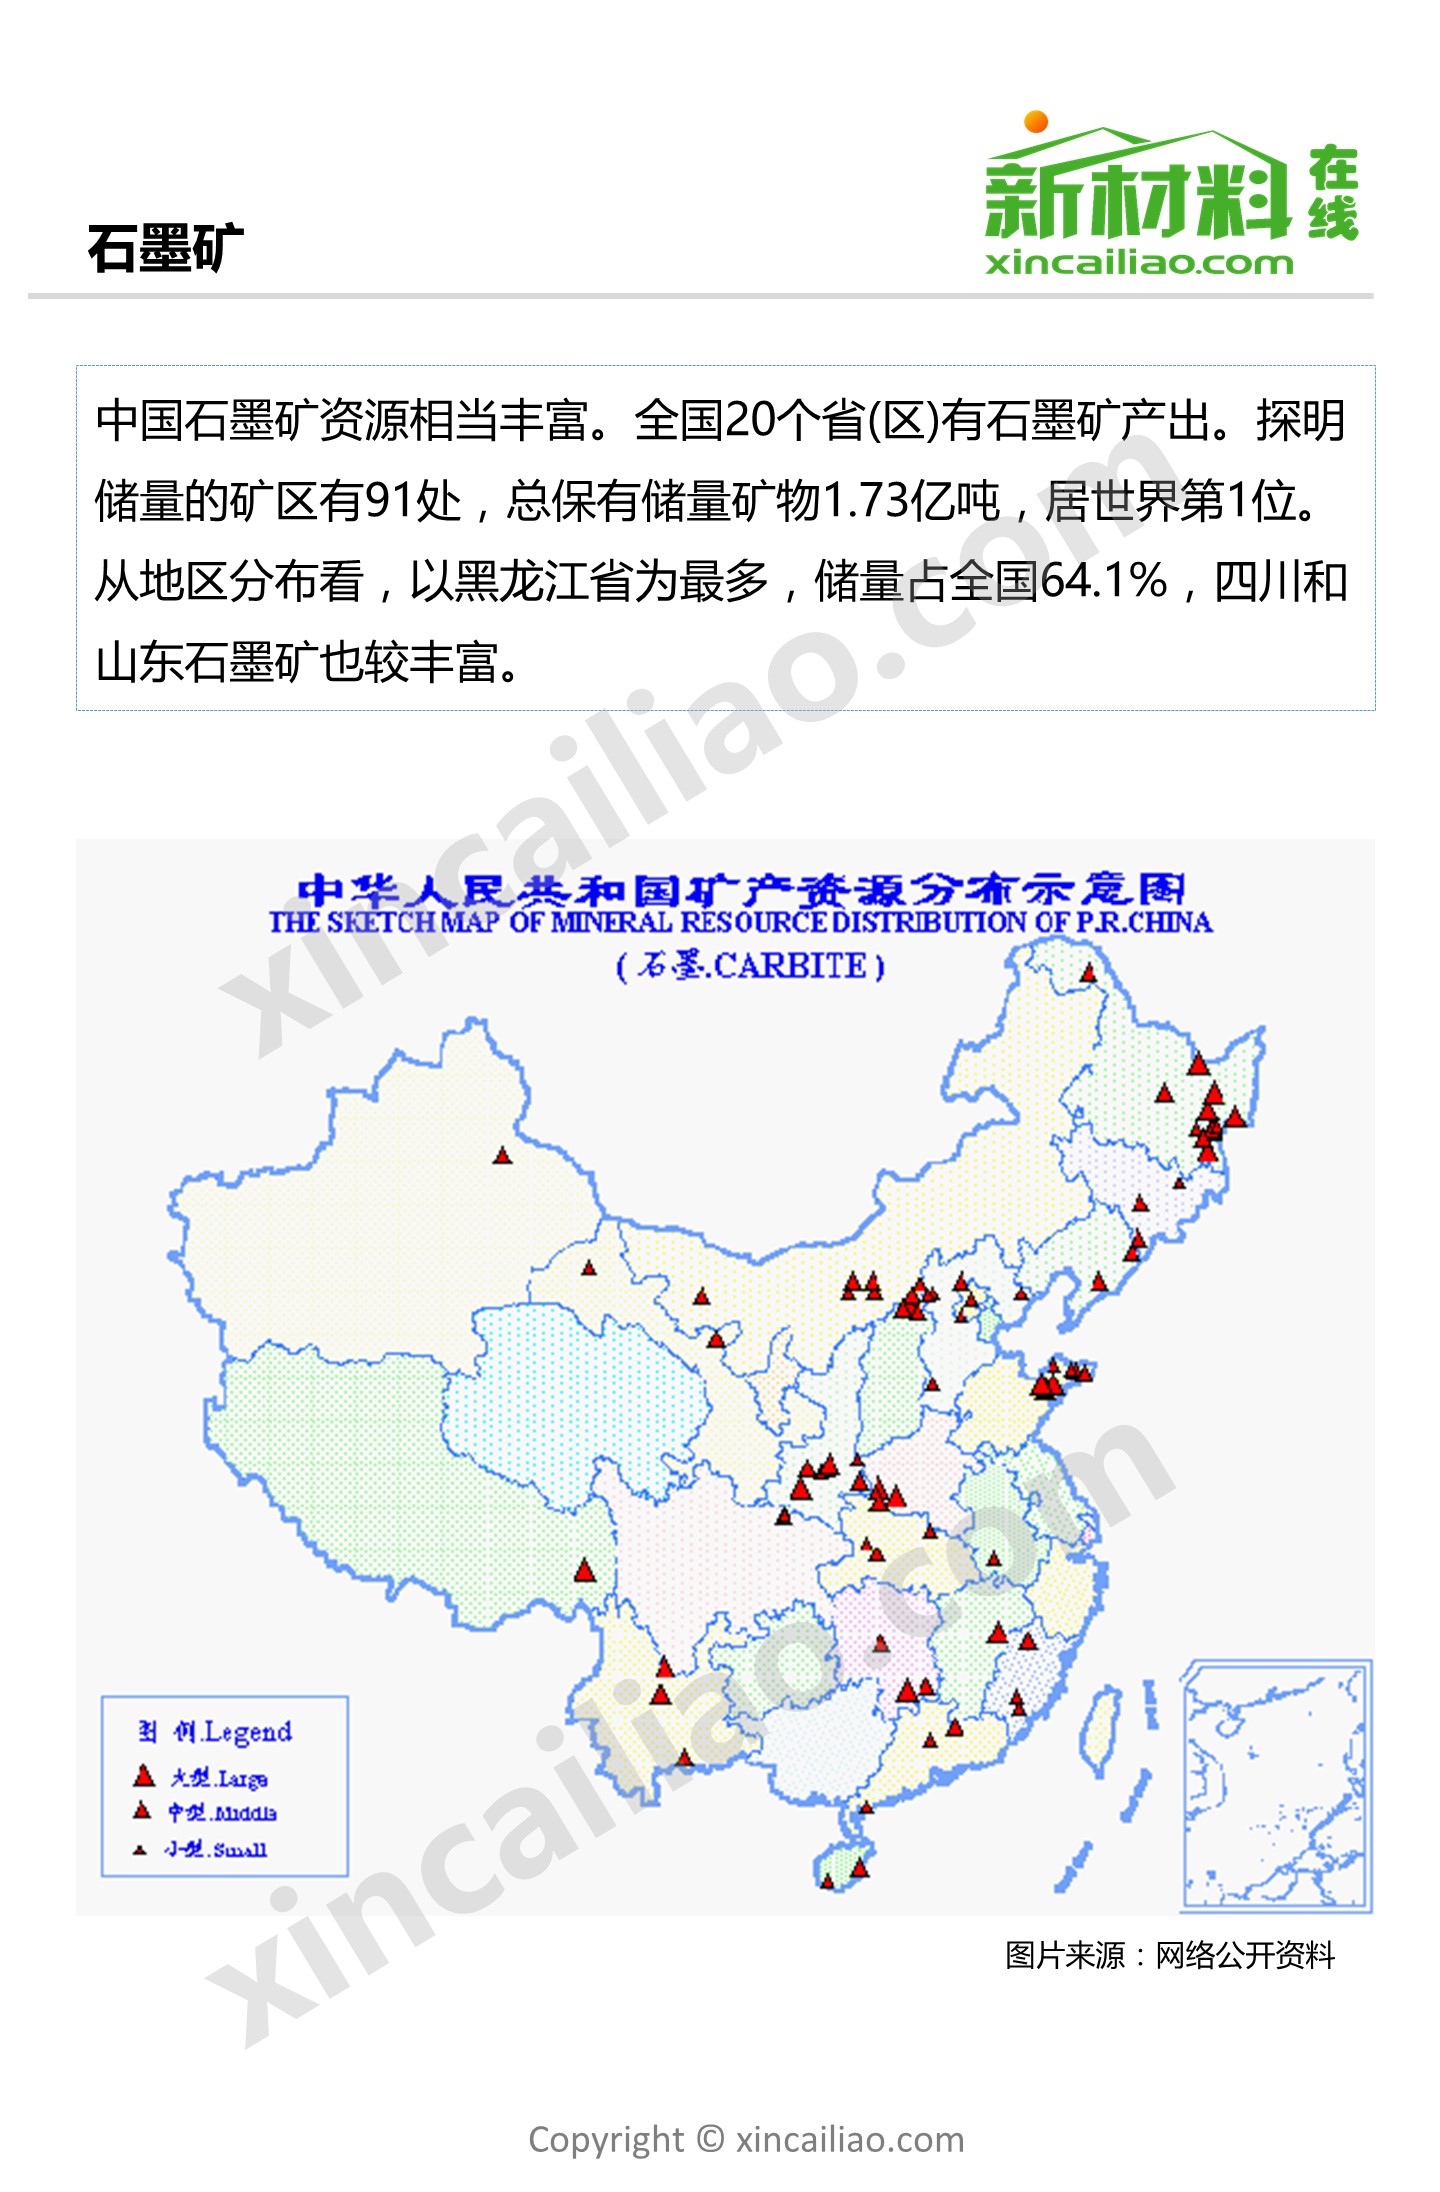 新材料在线
xincailiao.com
石墨矿
中国石墨矿资源相当丰富。全国20个省(区)有石墨矿产出。探明
储量的矿区有91处，总保有储量矿物1.73亿吨，居世界第1位。
从地区分布看，以黑龙江省为最多，储量占全国64.1%，四川和
山东石墨矿也较丰富。
xincailiao.com
中华人民共和国矿产资源分布示意图
THE SKETCH MAP OF MINERAL RESOURCE DISTRIBUTION OF P.R.CHINA
(石墨.CARBITE)
图 例.Legend
大型.Large
中型.Middle
小型.Small
xincailiao.com
图片来源：网络公开资料
Copyright © xincailiao.com